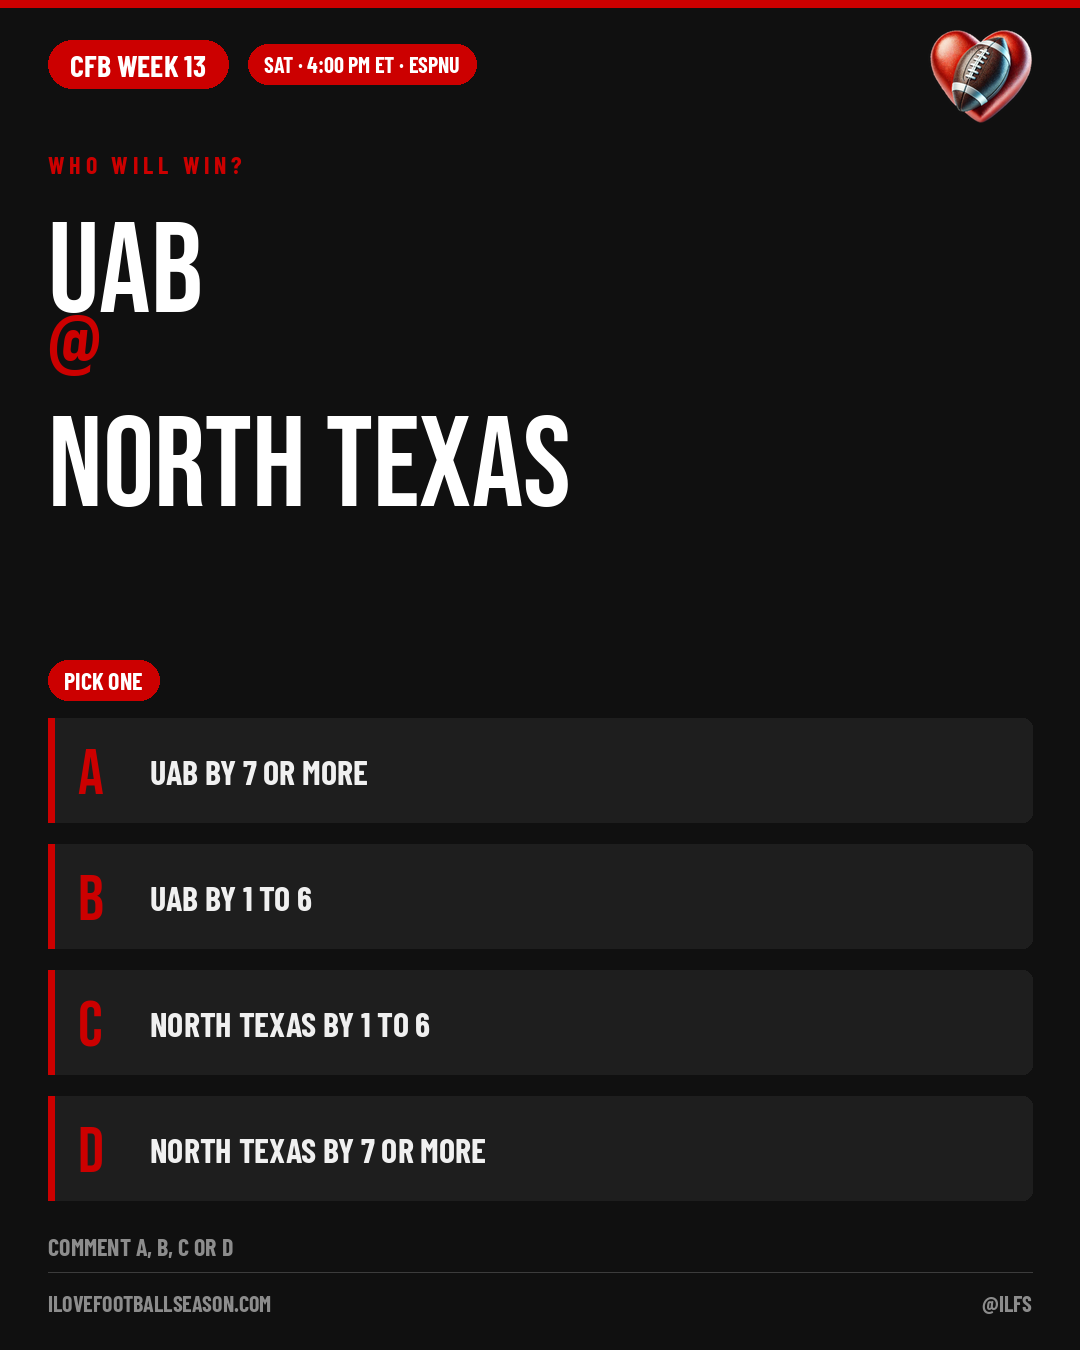 CFB WEEK 13
SAT · 4:00 PM ET · ESPNU
WHO WILL WIN?
UAB
@
NORTH TEXAS
PICK ONE
A UAB BY 7 OR MORE
B UAB BY 1 TO 6
C NORTH TEXAS BY 1 TO 6
D NORTH TEXAS BY 7 OR MORE
COMMENT A, B, C OR D
ILOVEFOOTBALLSEASON.COM
@ILFS